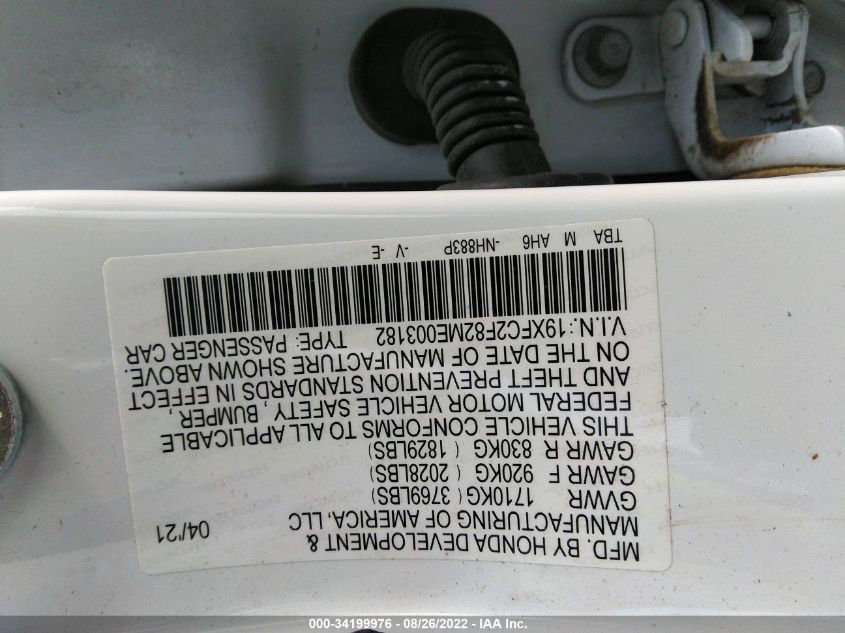 MFD. BY HONDA DEVELOPMENT &
MANUFACTURING OF AMERICA, LLC 04/'21
GVWR 1710KG ( 3769LBS)
GAWR F 920KG ( 2028LBS)
GAWR R 830KG ( 1829LBS)
THIS VEHICLE CONFORMS TO ALL APPLICABLE
FEDERAL MOTOR VEHICLE SAFETY, BUMPER,
AND THEFT PREVENTION STANDARDS IN EFFECT
ON THE DATE OF MANUFACTURE SHOWN ABOVE.
V.I.N.:19XFC2F82ME003182 TYPE: PASSENGER CAR
TBA M AH6 -NH883P -V -E
000-34199976 - 08/26/2022 - IAA Inc.